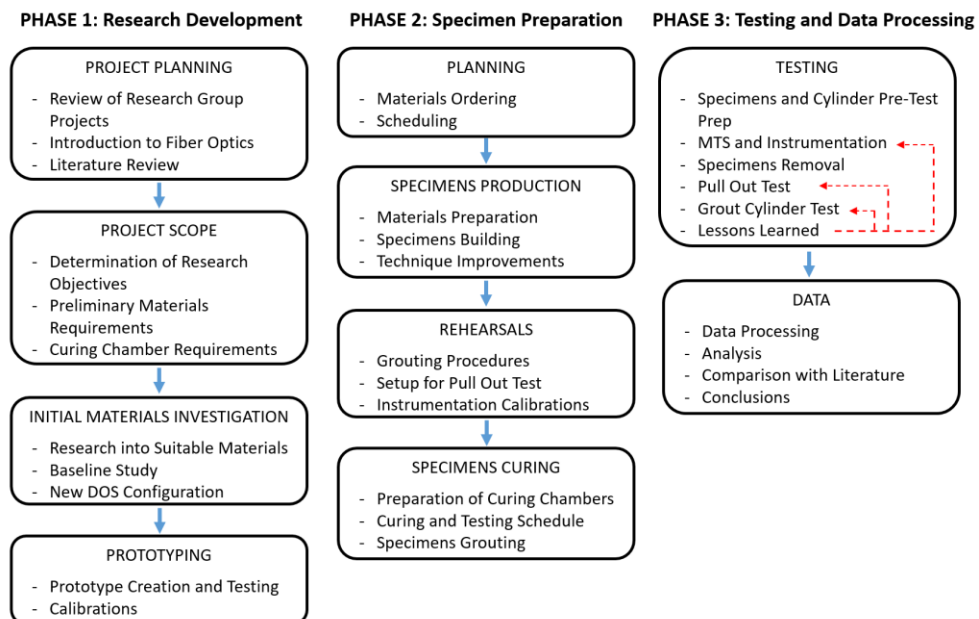 PHASE 1: Research Development
PROJECT PLANNING
- Review of Research Group
Projects
- Introduction to Fiber Optics
- Literature Review
PROJECT SCOPE
- Determination of Research
Objectives
- Preliminary Materials
Requirements
- Curing Chamber Requirements
INITIAL MATERIALS INVESTIGATION
- Research into Suitable Materials
- Baseline Study
- New DOS Configuration
PROTOTYPING
- Prototype Creation and Testing
- Calibrations
PHASE 2: Specimen Preparation
PLANNING
- Materials Ordering
- Scheduling
SPECIMENS PRODUCTION
- Materials Preparation
- Specimens Building
- Technique Improvements
REHEARSALS
- Grouting Procedures
- Setup for Pull Out Test
- Instrumentation Calibrations
SPECIMENS CURING
- Preparation of Curing Chambers
- Curing and Testing Schedule
- Specimens Grouting
PHASE 3: Testing and Data Processing
TESTING
- Specimens and Cylinder Pre-Test
Prep
- MTS and Instrumentation
- Specimens Removal
- Pull Out Test
- Grout Cylinder Test
- Lessons Learned
DATA
- Data Processing
- Analysis
- Comparison with Literature
- Conclusions